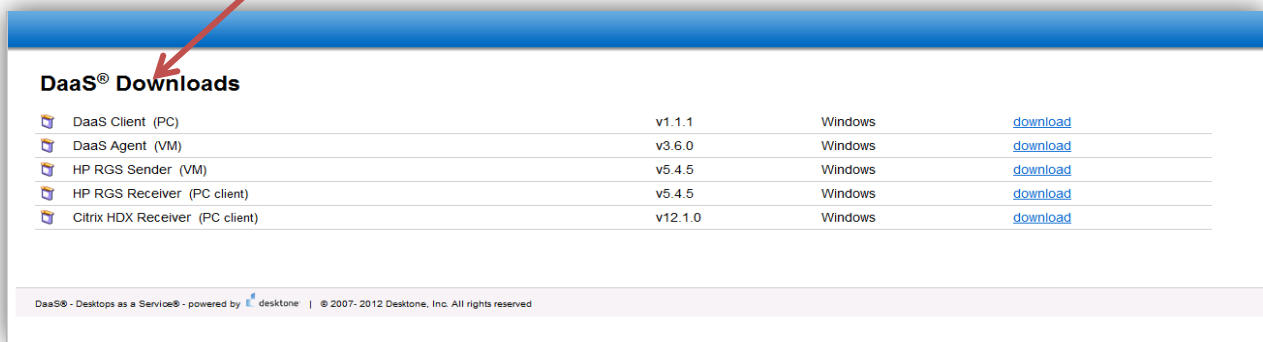 DaaS® Downloads
DaaS Client (PC) v1.1.1 Windows download
DaaS Agent (VM) v3.6.0 Windows download
HP RGS Sender (VM) v5.4.5 Windows download
HP RGS Receiver (PC client) v5.4.5 Windows download
Citrix HDX Receiver (PC client) v12.1.0 Windows download
DaaS® - Desktops as a Service® - powered by desktone | © 2007- 2012 Desktone, Inc. All rights reserved